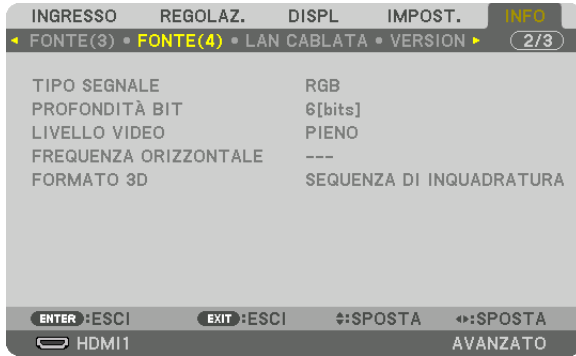 INGRESSO REGOLAZ. DISPL IMPOST. INFO
FONTE(3) • FONTE(4) • LAN CABLATA • VERSION 2/3
TIPO SEGNALE RGB
PROFONDITÀ BIT 6[bits]
LIVELLO VIDEO PIENO
FREQUENZA ORIZZONTALE ---
FORMATO 3D SEQUENZA DI INQUADRATURA
ENTER:ESCI EXIT:ESCI :SPOSTA :SPOSTA
HDMI1 AVANZATO